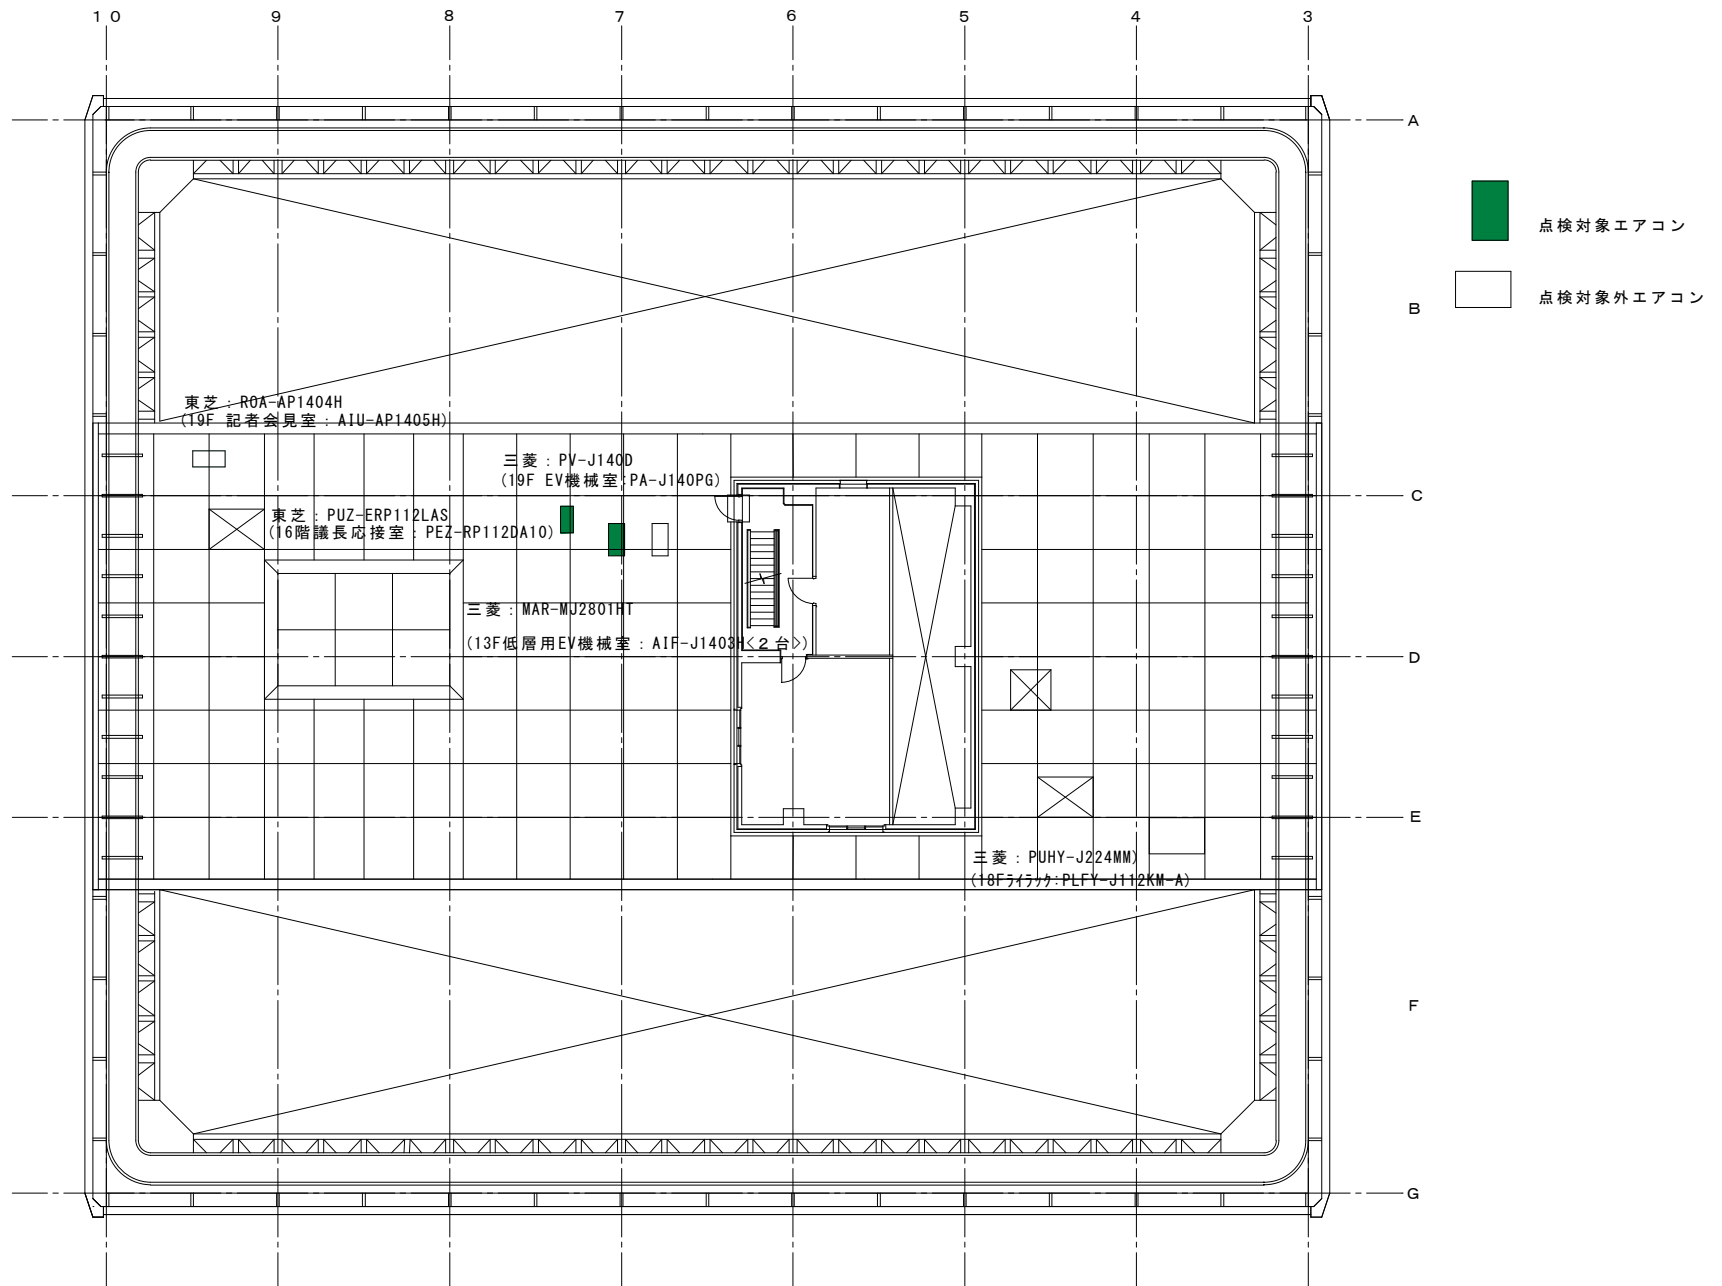 10 9 8 7 6 5 4 3
A
点検対象エアコン
点検対象外エアコン
B
東芝：ROA-AP1404H
(19F 記者会見室：AIU-AP1405H)
三菱：PV-J140D
(19F EV機械室:PA-J140PG)
C
東芝：PUZ-ERP112LAS
(16階議長応接室：PEZ-RP112DA10)
三菱：MAR-MJ2801HT
(13F低層用EV機械室：AIF-J1403H<2台>)
D
E
三菱：PUHY-J224MM)
(18Fﾗｲﾗｯｸ:PLFY-J112KM-A)
F
G